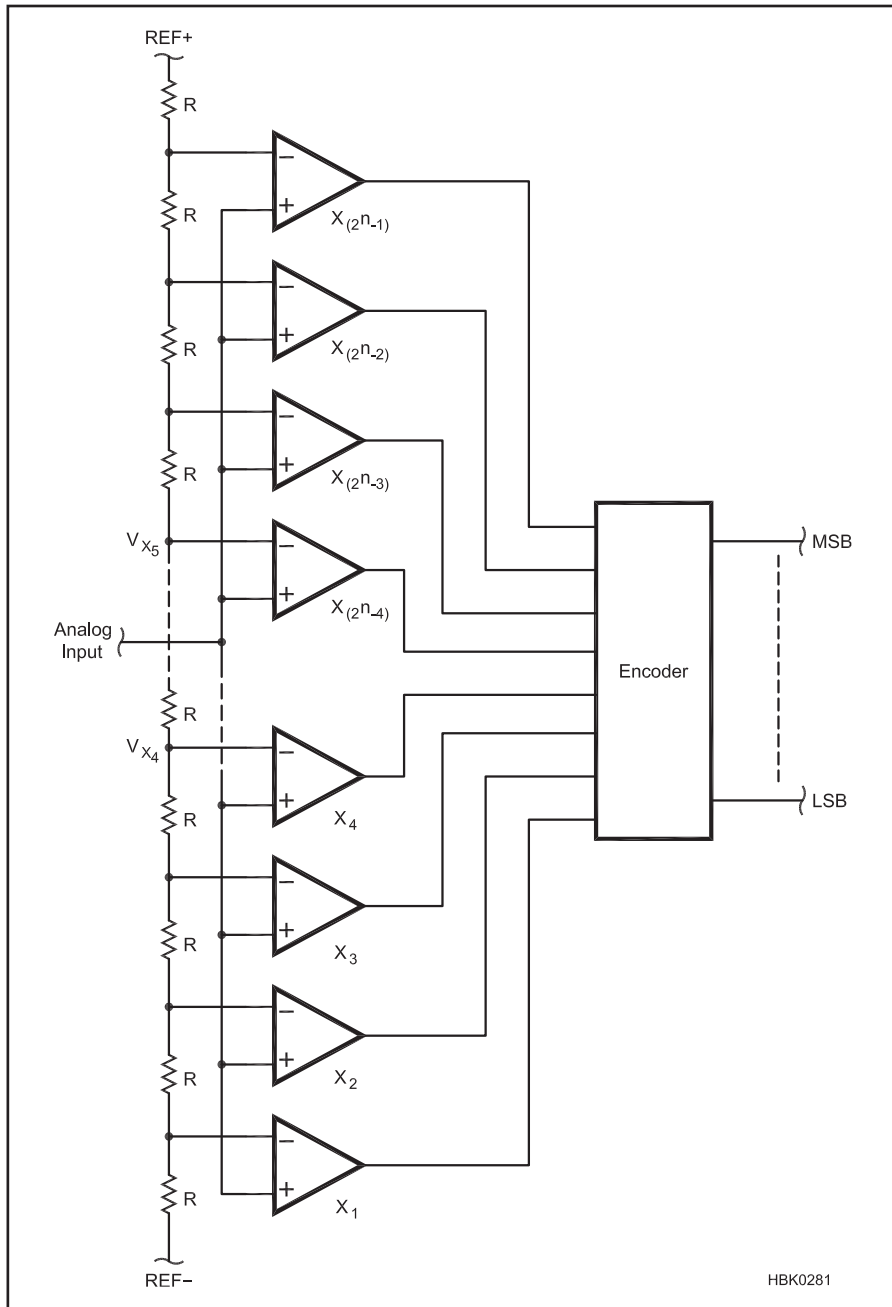 REF+
R
−
+
X(2n-1)
R
−
+
X(2n-2)
R
−
+
X(2n-3)
R
VX5
−
+
X(2n-4)
MSB
Analog
Input
Encoder
R
VX4
−
+
X4
LSB
R
−
+
X3
R
−
+
X2
R
−
+
X1
R
REF−
HBK0281